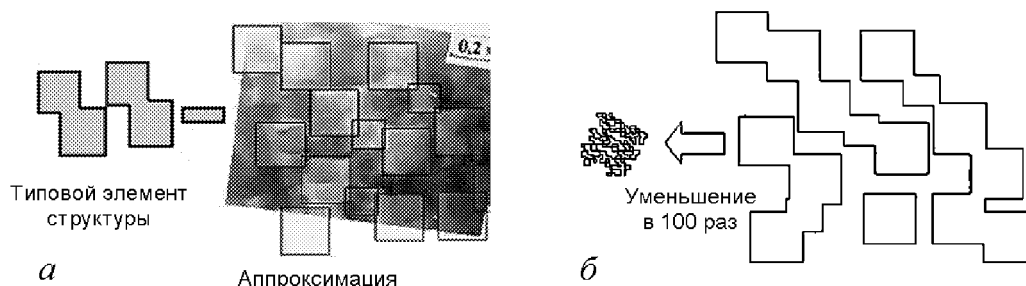 0,2
Типовой элемент
структуры
а
Аппроксимация
Уменьшение
в 100 раз
б